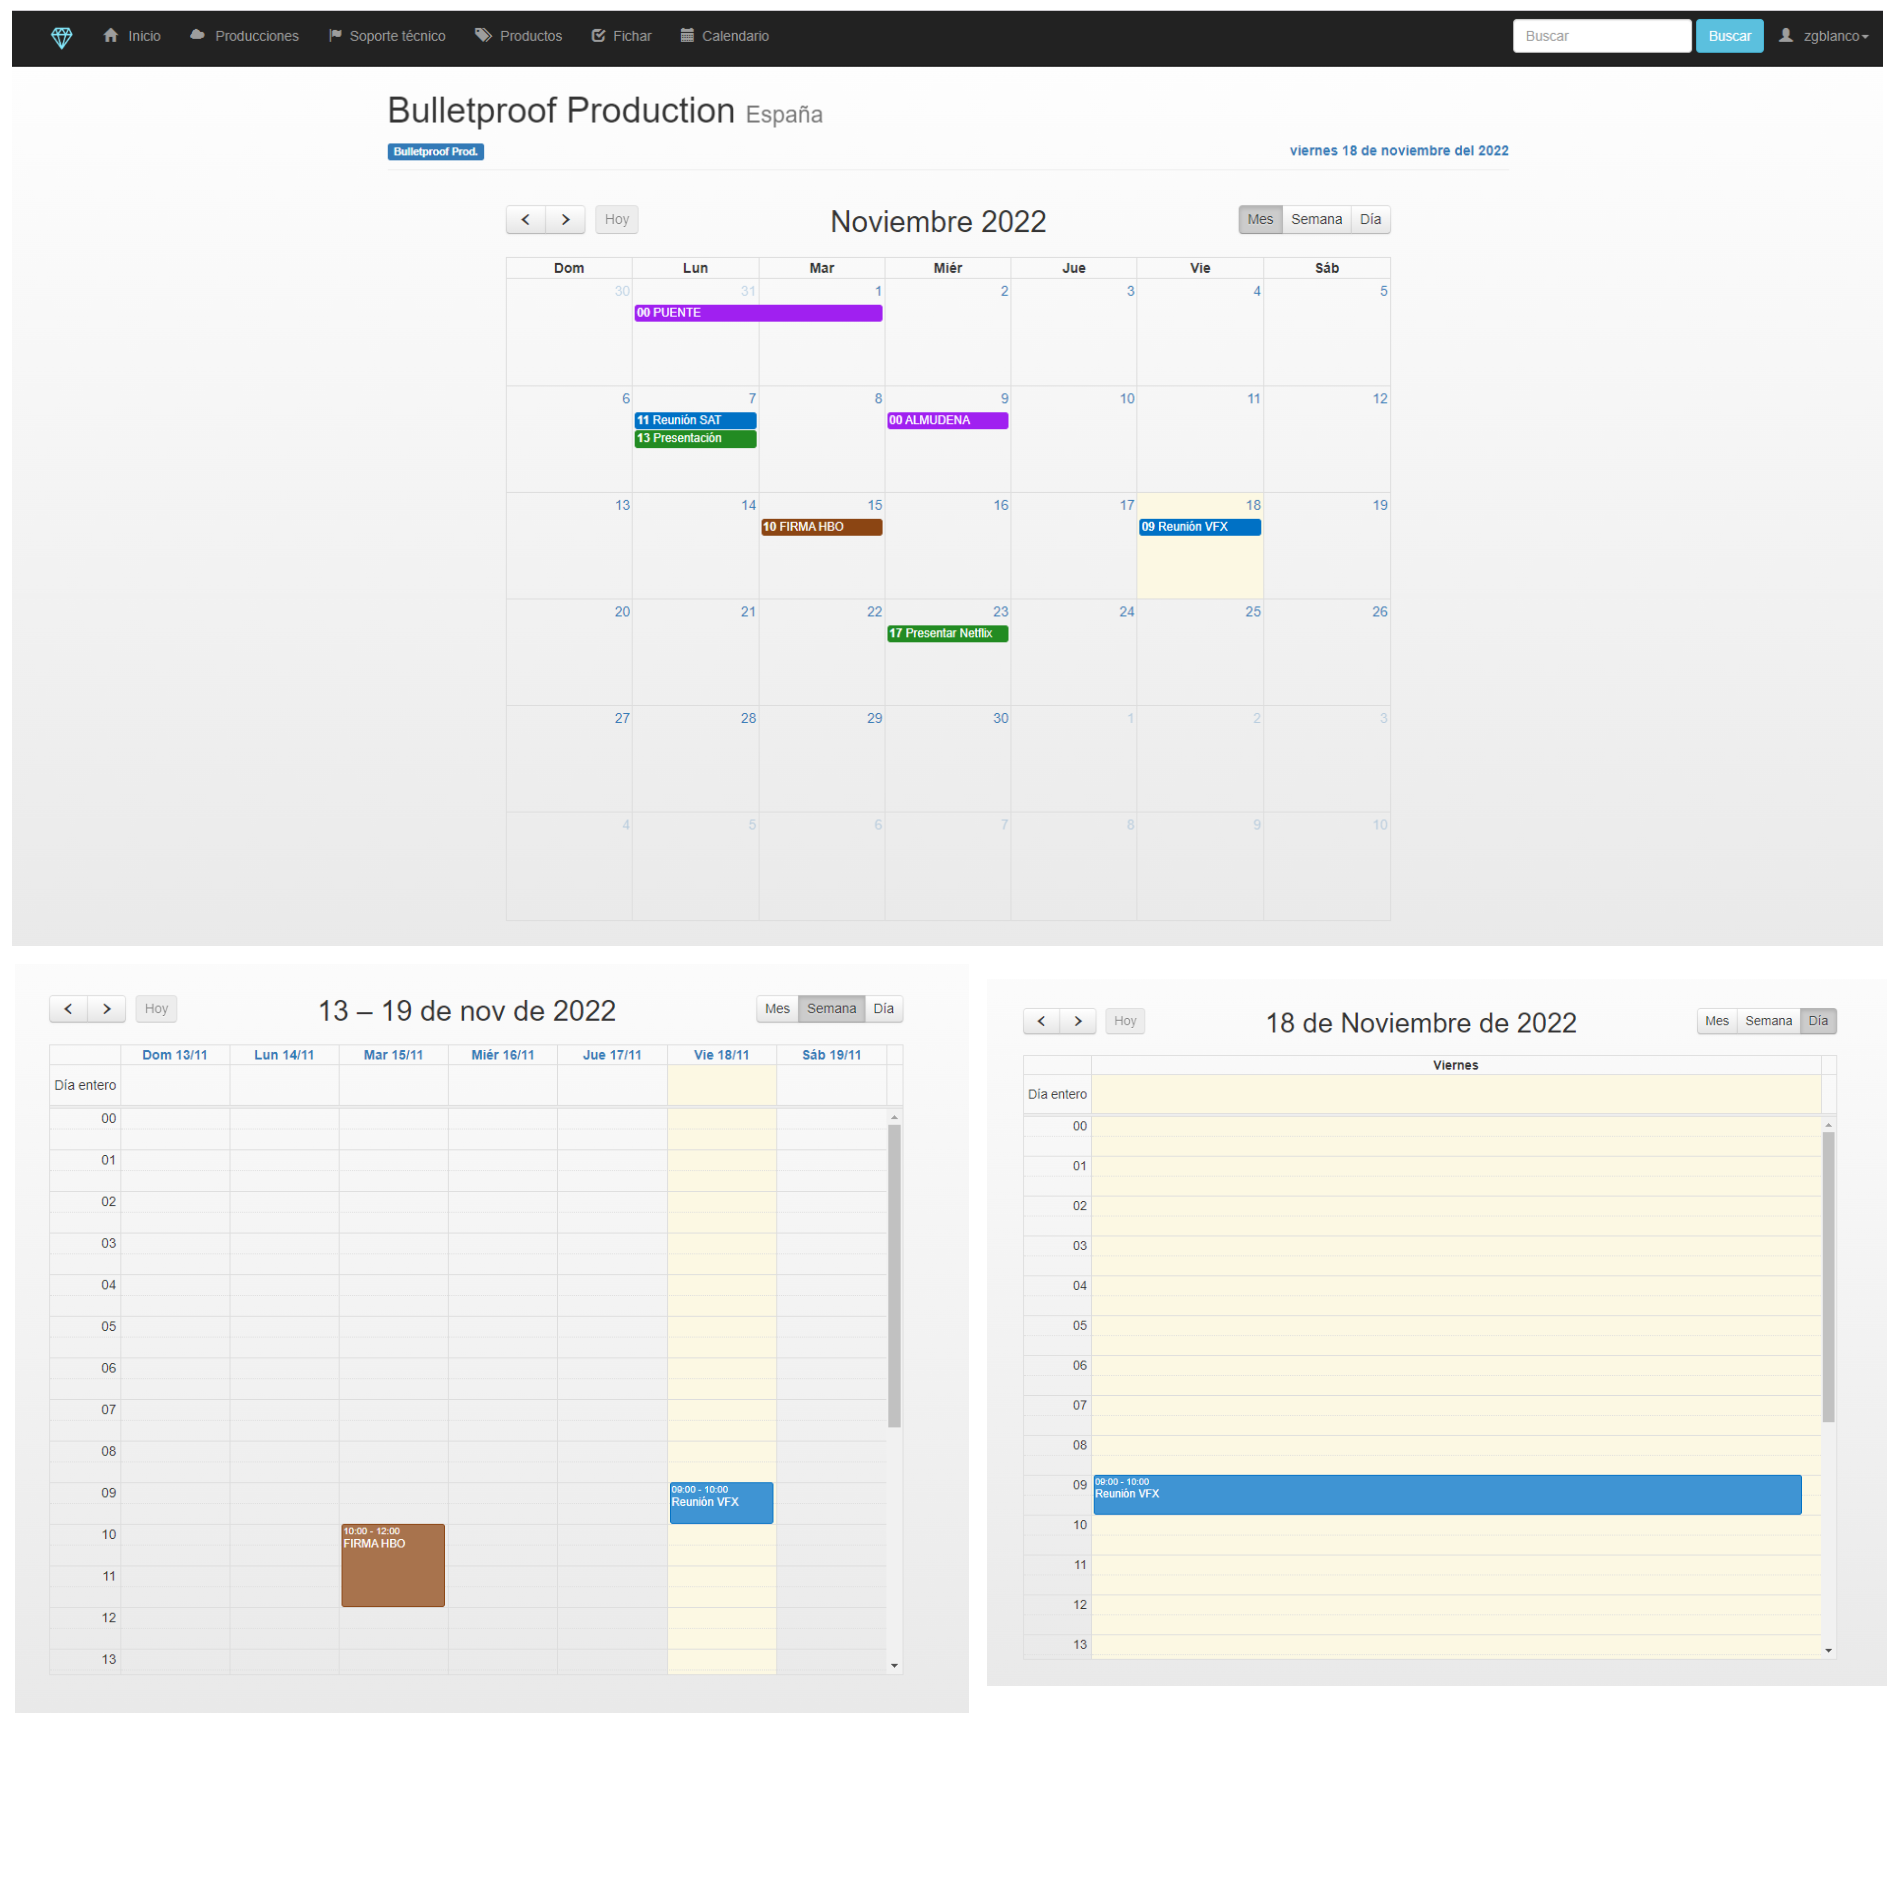 Inicio Producciones Soporte técnico Productos Fichar Calendario Buscar Buscar zgblanco
Bulletproof Production España
Bulletproof Prod. viernes 18 de noviembre del 2022
< > Hoy Noviembre 2022 Mes Semana Día
Dom Lun Mar Miér Jue Vie Sáb
30 31 1 2 3 4 5
00 PUENTE
6 7 8 9 10 11 12
11 Reunión SAT 00 ALMUDENA
13 Presentación
13 14 15 16 17 18 19
10 FIRMA HBO 09 Reunión VFX
20 21 22 23 24 25 26
17 Presentar Netflix
27 28 29 30 1 2 3
4 5 6 7 8 9 10
< > Hoy 13 – 19 de nov de 2022 Mes Semana Día
Dom 13/11 Lun 14/11 Mar 15/11 Miér 16/11 Jue 17/11 Vie 18/11 Sáb 19/11
Día entero
00
01
02
03
04
05
06
07
08
09 09:00 - 10:00
Reunión VFX
10 10:00 - 12:00
FIRMA HBO
11
12
13
< > Hoy 18 de Noviembre de 2022 Mes Semana Día
Viernes
Día entero
00
01
02
03
04
05
06
07
08
09 09:00 - 10:00
Reunión VFX
10
11
12
13